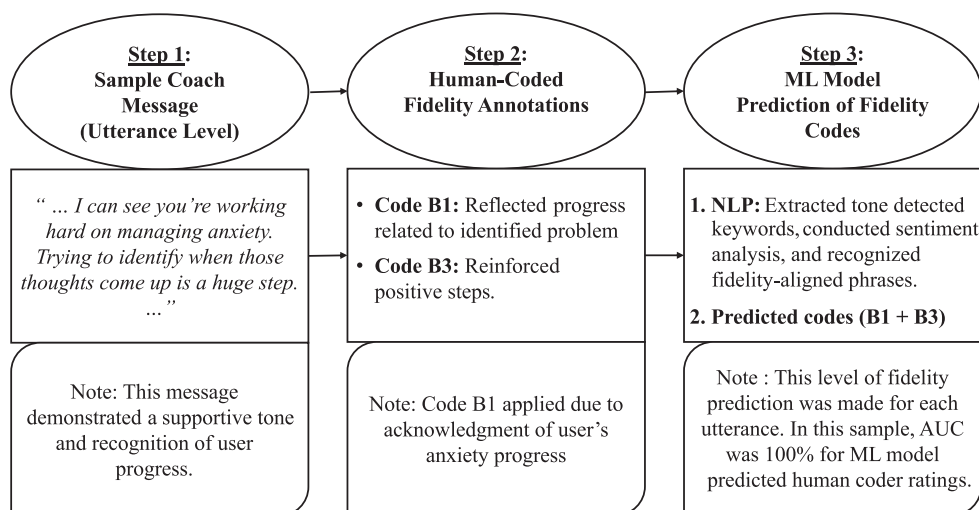 Step 1:
Sample Coach
Message
(Utterance Level)
Step 2:
Human-Coded
Fidelity Annotations
Step 3:
ML Model
Prediction of Fidelity
Codes
“ ... I can see you’re working
hard on managing anxiety.
Trying to identify when those
thoughts come up is a huge step.
...”
• Code B1: Reflected progress
related to identified problem
• Code B3: Reinforced
positive steps.
1. NLP: Extracted tone detected
keywords, conducted sentiment
analysis, and recognized
fidelity-aligned phrases.
2. Predicted codes (B1 + B3)
Note: This message
demonstrated a supportive tone
and recognition of user
progress.
Note: Code B1 applied due to
acknowledgment of user’s
anxiety progress
Note : This level of fidelity
prediction was made for each
utterance. In this sample, AUC
was 100% for ML model
predicted human coder ratings.